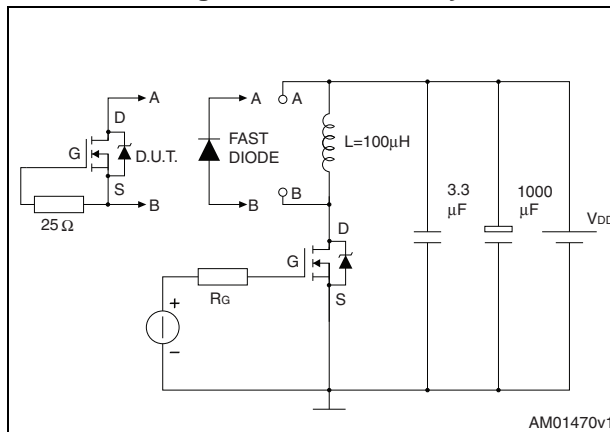 A
D
G
D.U.T.
S
B
25 Ω
A
FAST
DIODE
B
A
L=100μH
B
D
G
S
RG
+
–
3.3
μF
1000
μF
VDD
AM01470v1